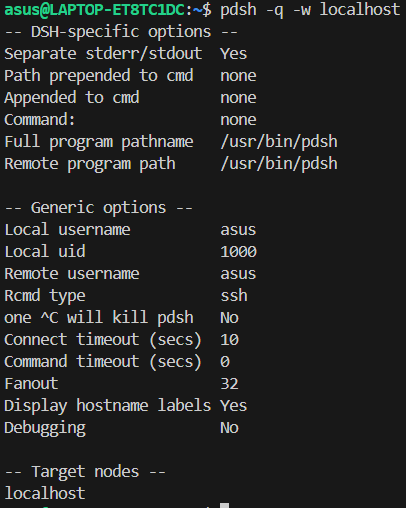 asus@LAPTOP-ET8TC1DC:~$ pdsh -q -w localhost
-- DSH-specific options --
Separate stderr/stdout Yes
Path prepended to cmd none
Appended to cmd none
Command: none
Full program pathname /usr/bin/pdsh
Remote program path /usr/bin/pdsh

-- Generic options --
Local username asus
Local uid 1000
Remote username asus
Rcmd type ssh
one ^C will kill pdsh No
Connect timeout (secs) 10
Command timeout (secs) 0
Fanout 32
Display hostname labels Yes
Debugging No

-- Target nodes --
localhost